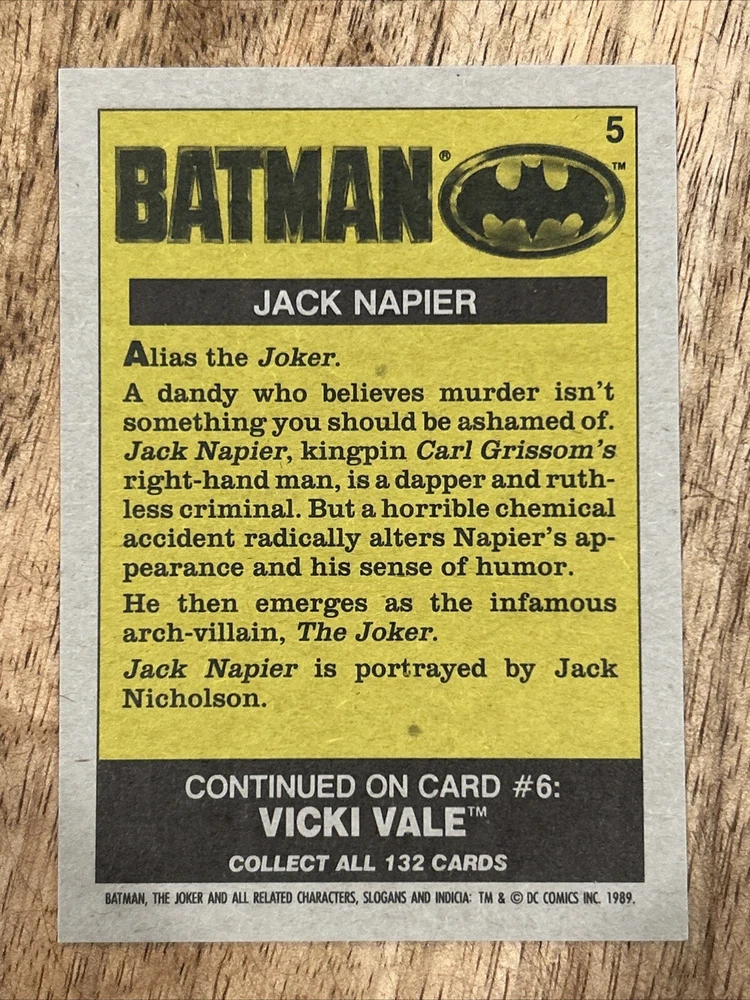 5
BATMAN® ™
JACK NAPIER
Alias the Joker.
A dandy who believes murder isn't
something you should be ashamed of.
Jack Napier, kingpin Carl Grissom's
right-hand man, is a dapper and ruth-
less criminal. But a horrible chemical
accident radically alters Napier's ap-
pearance and his sense of humor.
He then emerges as the infamous
arch-villain, The Joker.
Jack Napier is portrayed by Jack
Nicholson.
CONTINUED ON CARD #6:
VICKI VALE™
COLLECT ALL 132 CARDS
BATMAN, THE JOKER AND ALL RELATED CHARACTERS, SLOGANS AND INDICIA: TM & © DC COMICS INC. 1989.